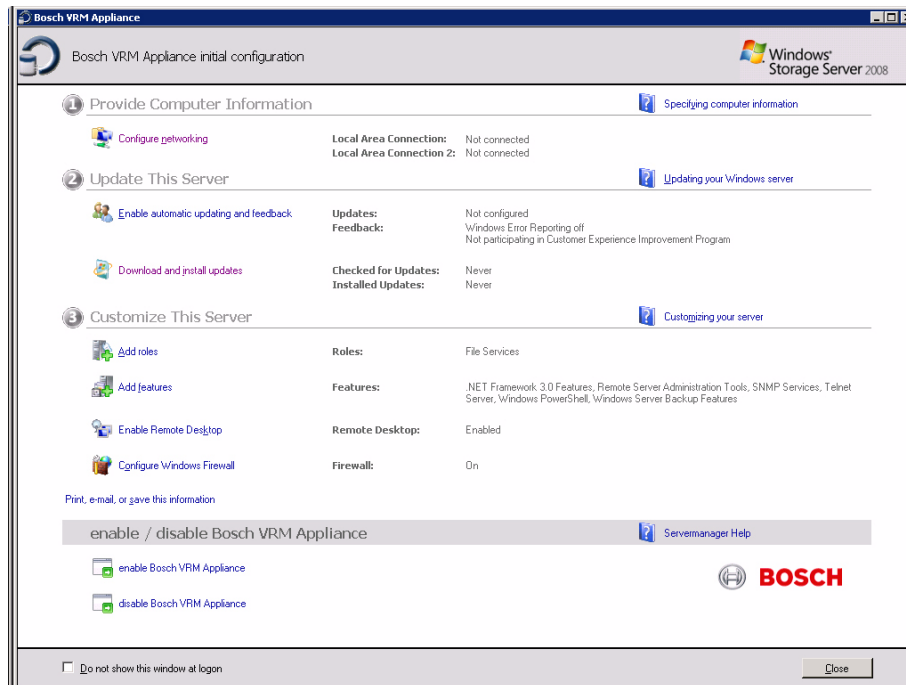 Bosch VRM Appliance
Bosch VRM Appliance initial configuration
Windows®
Storage Server 2008
1 Provide Computer Information
Specifying computer information
Configure networking
Local Area Connection: Not connected
Local Area Connection 2: Not connected
2 Update This Server
Updating your Windows server
Enable automatic updating and feedback
Updates: Not configured
Feedback: Windows Error Reporting off
Not participating in Customer Experience Improvement Program
Download and install updates
Checked for Updates: Never
Installed Updates: Never
3 Customize This Server
Customizing your server
Add roles
Roles: File Services
Add features
Features: .NET Framework 3.0 Features, Remote Server Administration Tools, SNMP Services, Telnet
Server, Windows PowerShell, Windows Server Backup Features
Enable Remote Desktop
Remote Desktop: Enabled
Configure Windows Firewall
Firewall: On
Print, e-mail, or save this information
enable / disable Bosch VRM Appliance
Servermanager Help
enable Bosch VRM Appliance
BOSCH
disable Bosch VRM Appliance
Do not show this window at logon
Close